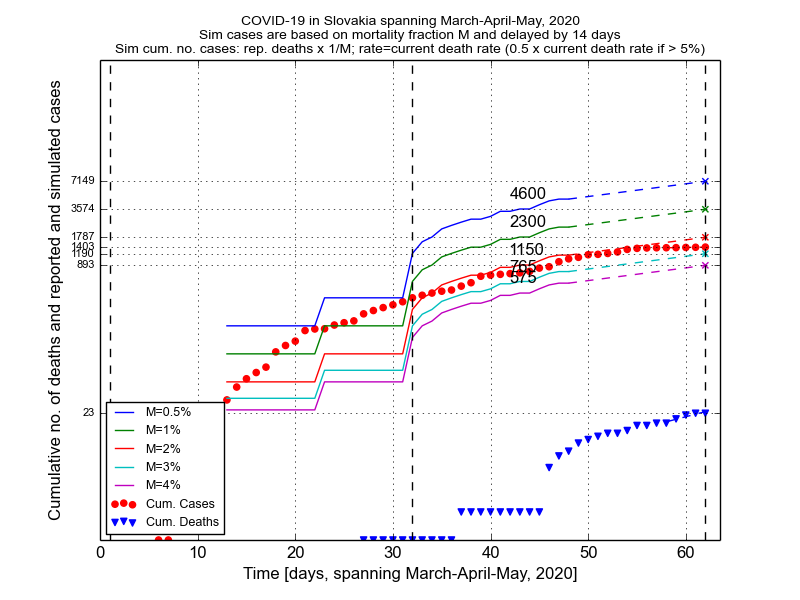 COVID-19 in Slovakia spanning March-April-May, 2020
Sim cases are based on mortality fraction M and delayed by 14 days
Sim cum. no. cases: rep. deaths x 1/M; rate=current death rate (0.5 x current death rate if > 5%)
Cumulative no. of deaths and reported and simulated cases
7149
3574
1787
1403
1190
893
23
4600
2300
1150
765
575
M=0.5%
M=1%
M=2%
M=3%
M=4%
Cum. Cases
Cum. Deaths
0 10 20 30 40 50 60
Time [days, spanning March-April-May, 2020]